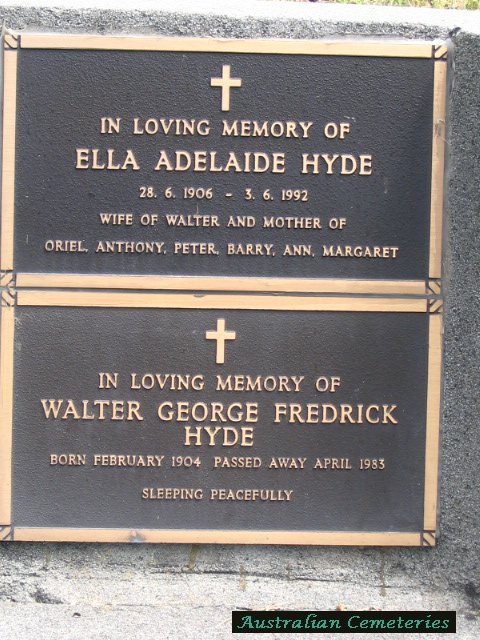 IN LOVING MEMORY OF
ELLA ADELAIDE HYDE
28. 6. 1906 - 3. 6. 1992
WIFE OF WALTER AND MOTHER OF
ORIEL, ANTHONY, PETER, BARRY, ANN, MARGARET
IN LOVING MEMORY OF
WALTER GEORGE FREDRICK
HYDE
BORN FEBRUARY 1904 PASSED AWAY APRIL 1983
SLEEPING PEACEFULLY
Australian Cemeteries